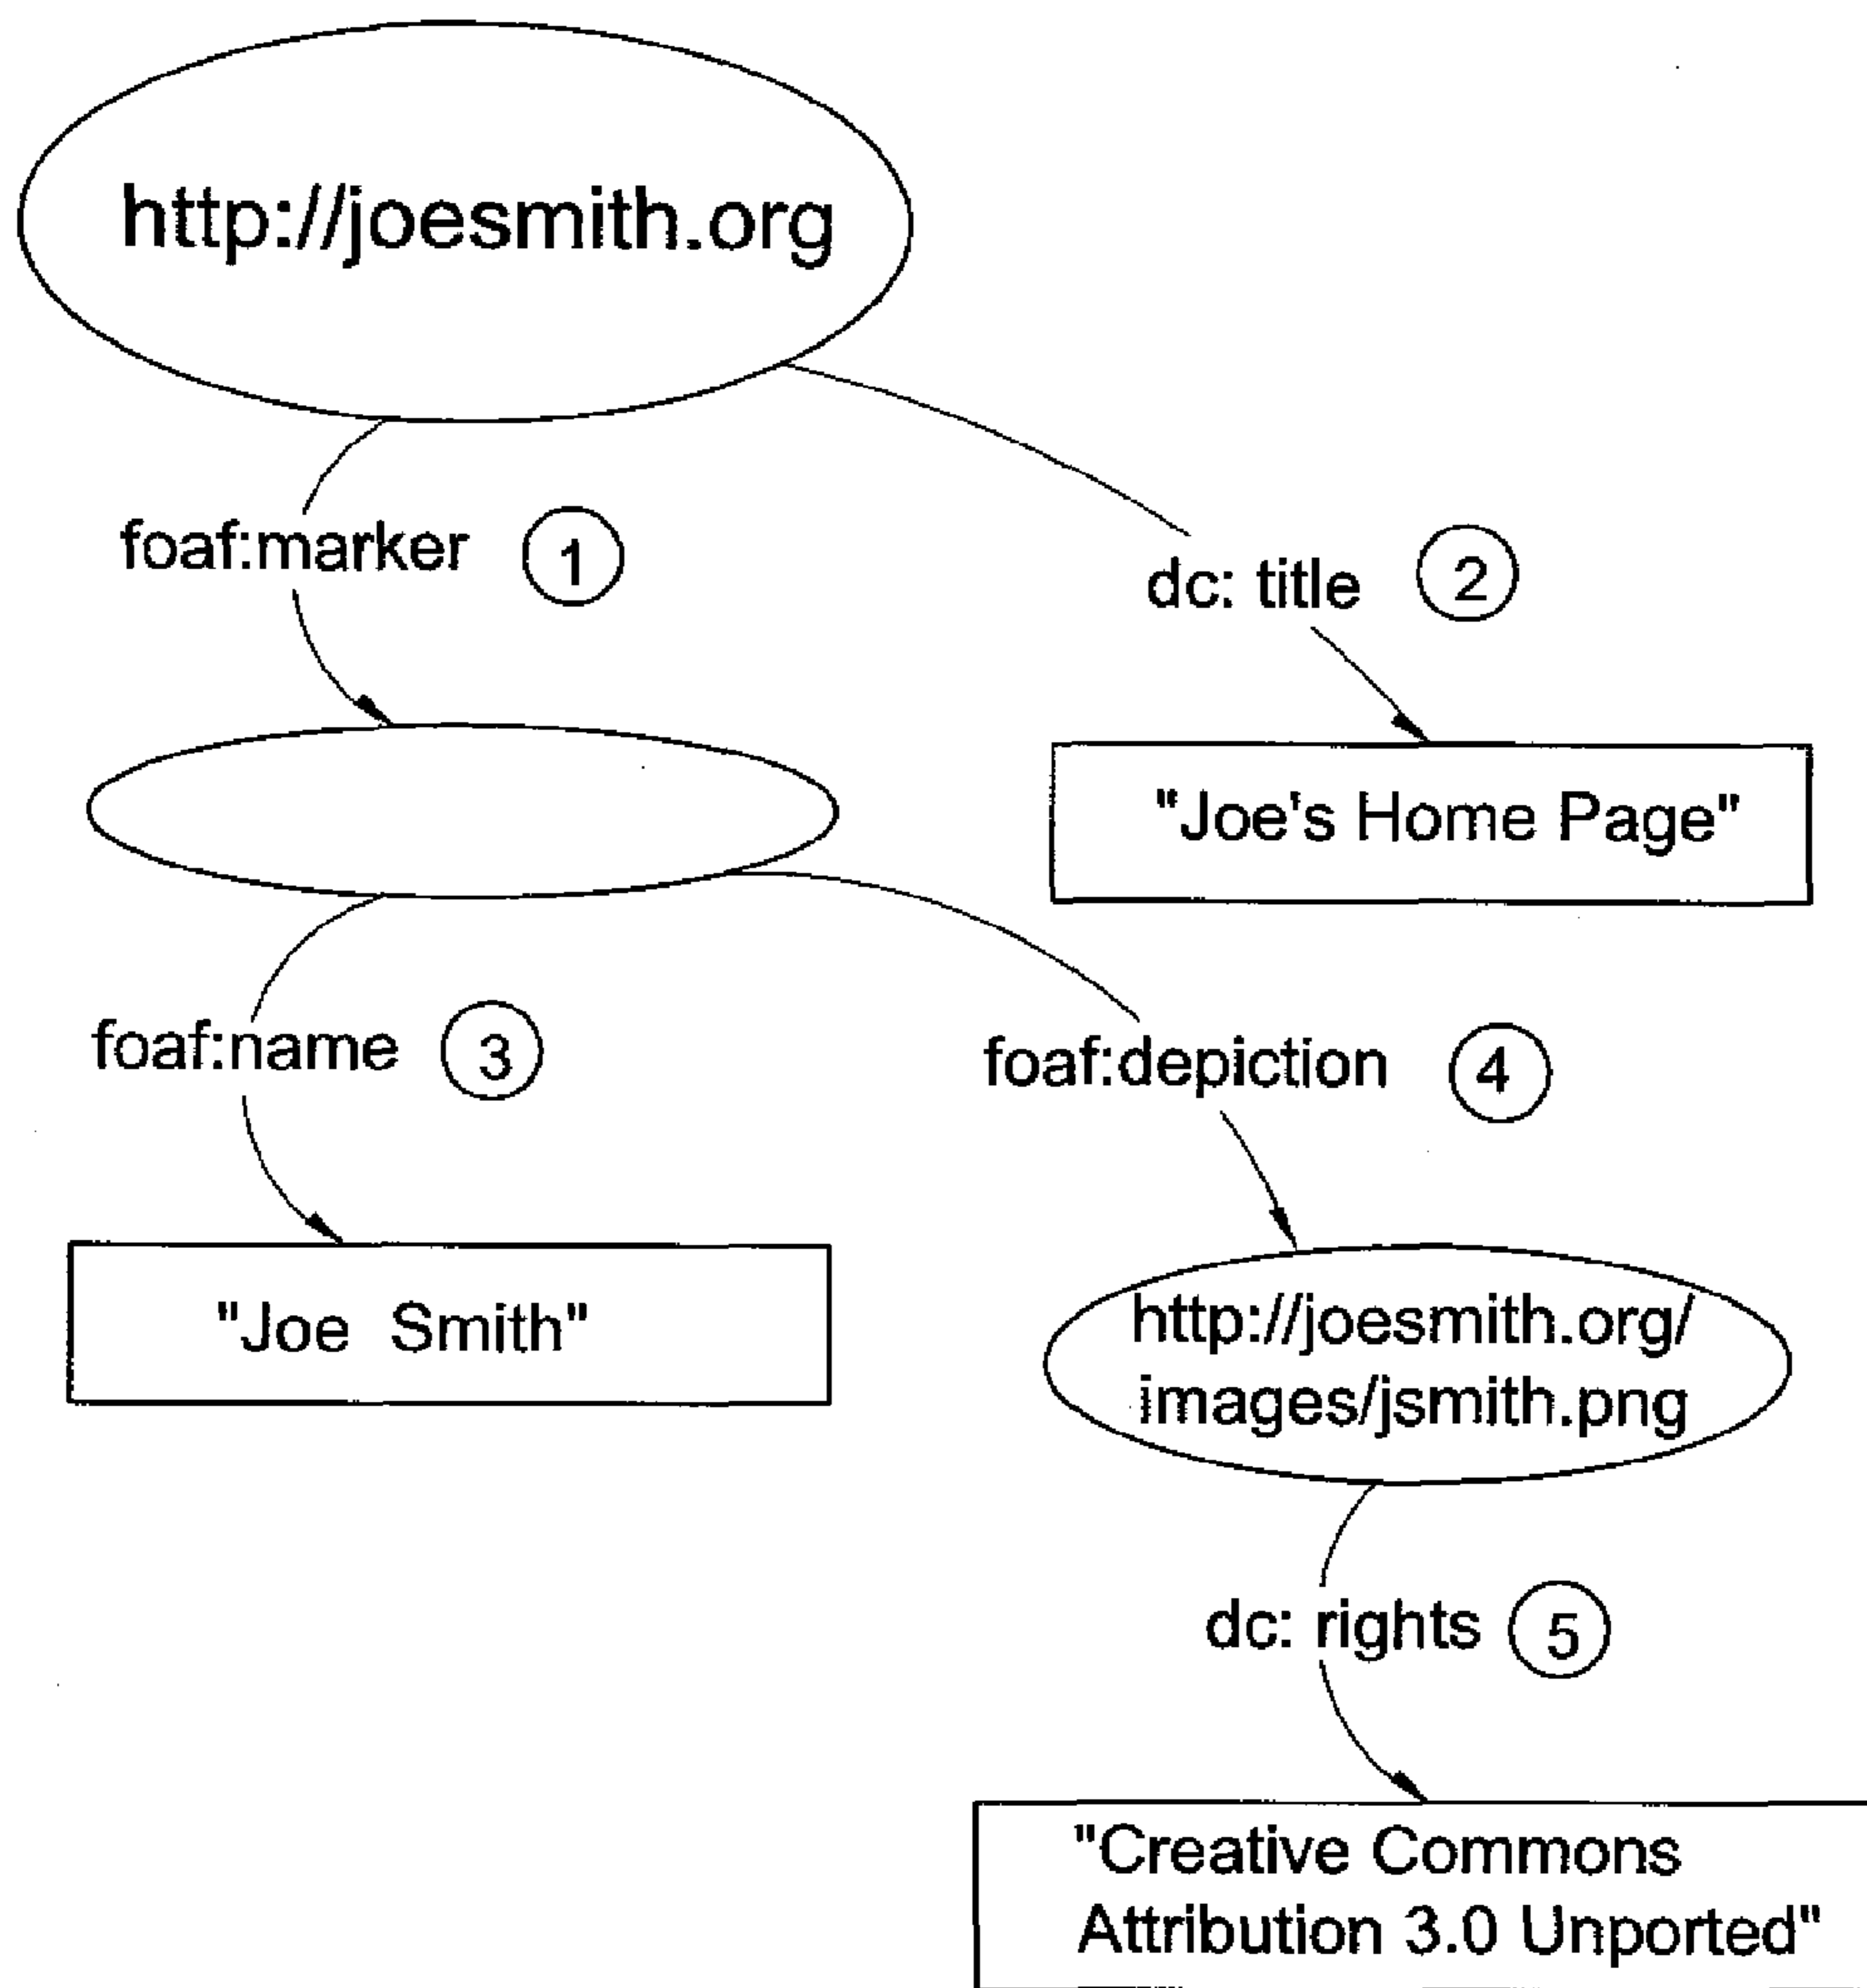 http://joesmith.org
foaf:marker 1
dc: title 2
"Joe's Home Page"
foaf:name 3
foaf:depiction 4
"Joe Smith"
http://joesmith.org/
images/jsmith.png
dc: rights 5
"Creative Commons
Attribution 3.0 Unported"